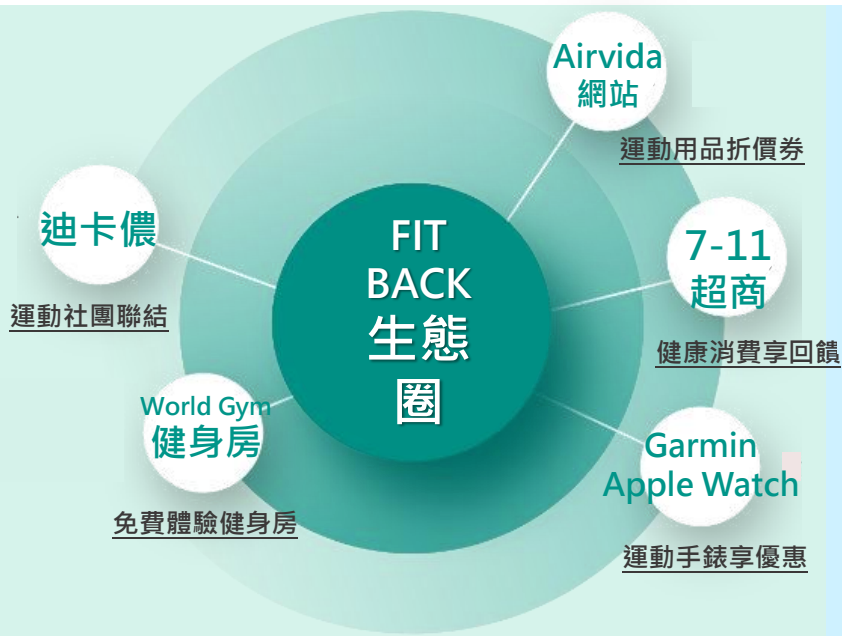 Airvida
網站
運動用品折價券
迪卡儂
運動社團聯結
FIT
BACK
生態
圈
7-11
超商
健康消費享回饋
World Gym
健身房
免費體驗健身房
Garmin
Apple Watch
運動手錶享優惠